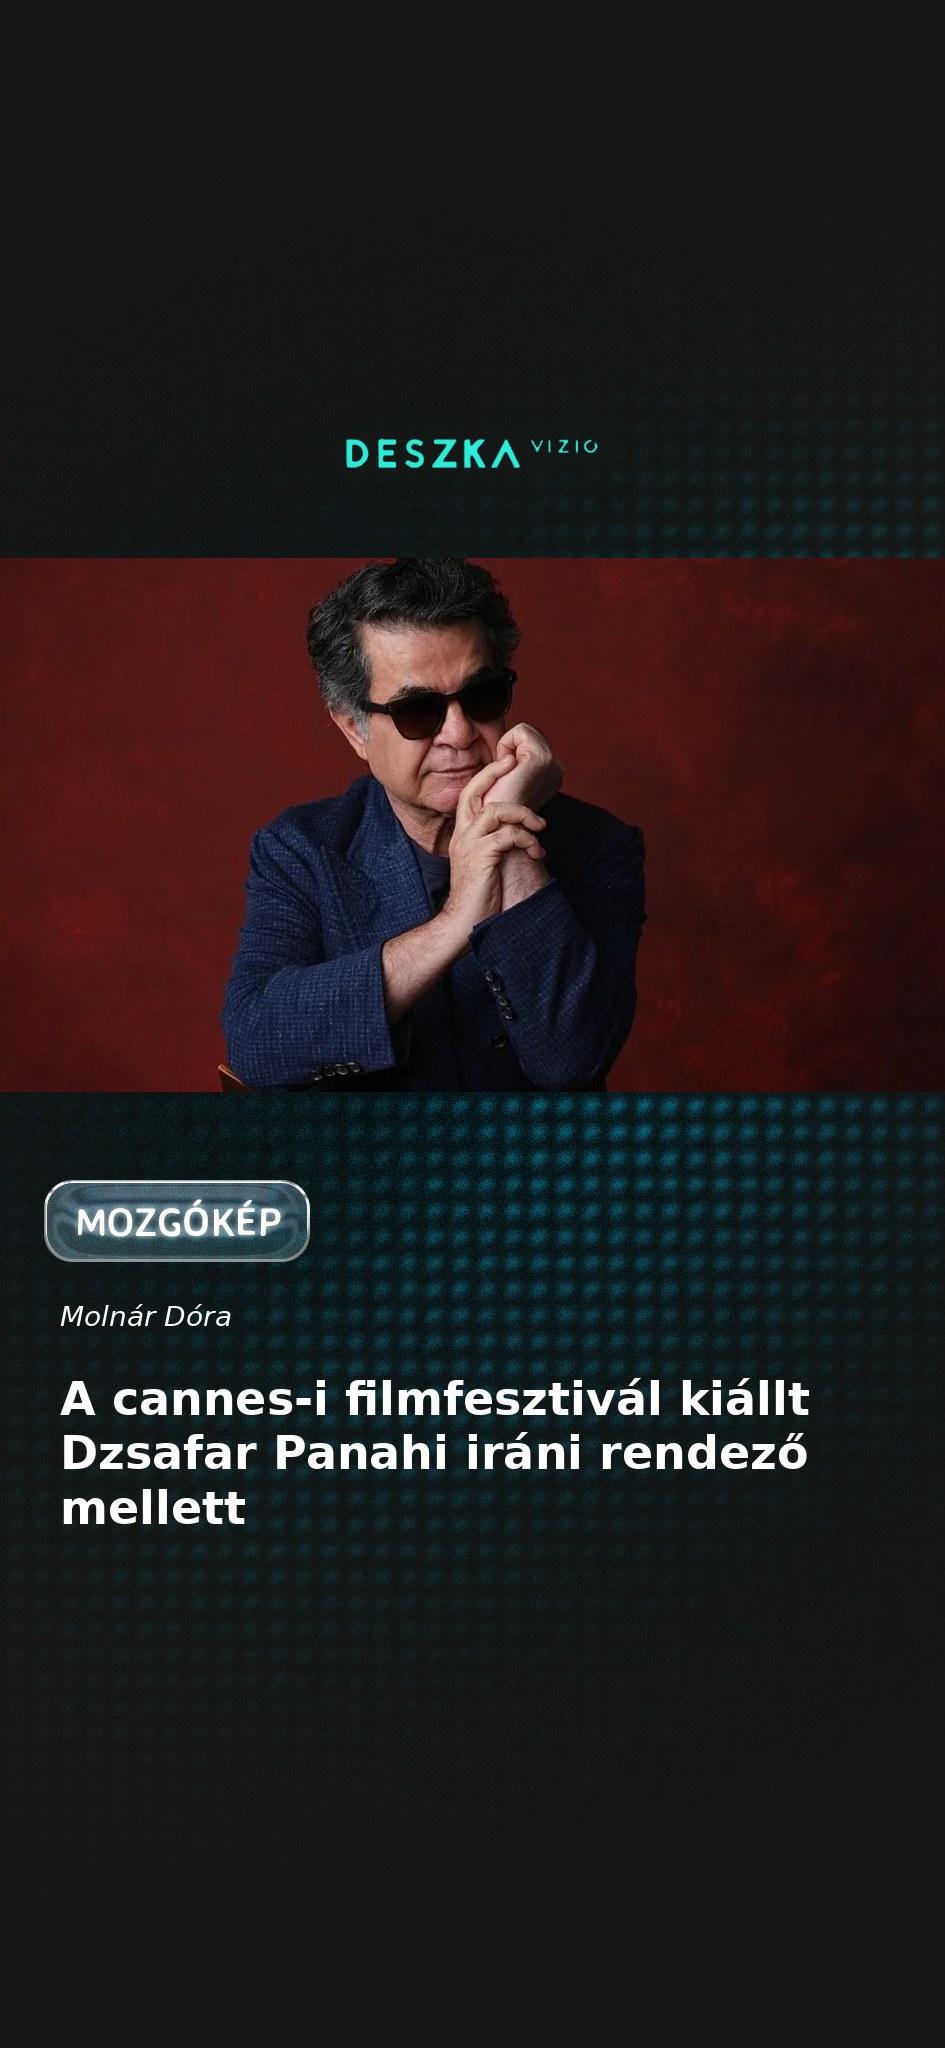 DESZKA VIZIO
MOZGÓKÉP
Molnár Dóra
A cannes-i filmfesztivál kiállt
Dzsafar Panahi iráni rendező
mellett